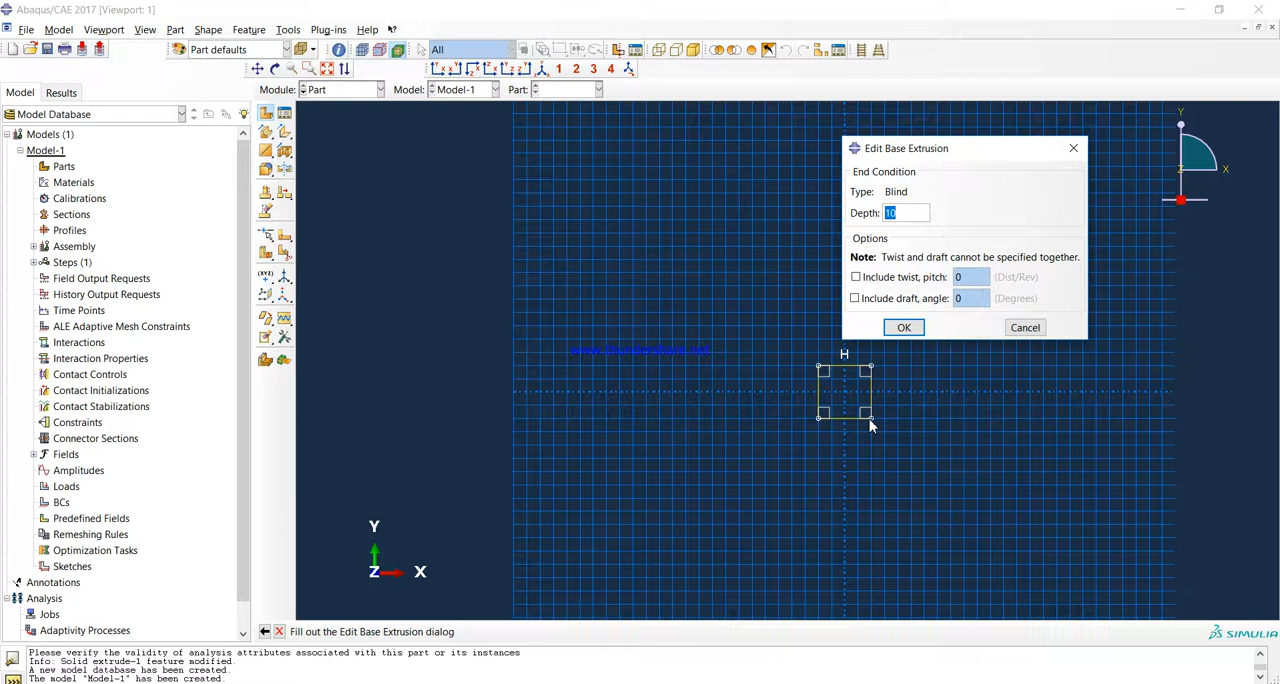 Abaqus/CAE 2017 [Viewport: 1]
File Model Viewport View Part Shape Feature Tools Plug-ins Help
Part defaults All
1 2 3 4
Model Results Module: Part Model: Model-1 Part:
Model Database
Models (1)
Model-1
Parts
Materials
Calibrations
Sections
Profiles
Assembly
Steps (1)
Field Output Requests
History Output Requests
Time Points
ALE Adaptive Mesh Constraints
Interactions
Interaction Properties
Contact Controls
Contact Initializations
Contact Stabilizations
Constraints
Connector Sections
Fields
Amplitudes
Loads
BCs
Predefined Fields
Remeshing Rules
Optimization Tasks
Sketches
Annotations
Analysis
Jobs
Adaptivity Processes
Edit Base Extrusion
End Condition
Type: Blind
Depth: 10
Options
Note: Twist and draft cannot be specified together.
Include twist, pitch: 0 (Dist/Rev)
Include draft, angle: 0 (Degrees)
OK Cancel
Y
Z X
H
www.thundershare.net
Y
Z X
Fill out the Edit Base Extrusion dialog
SIMULIA
Please verify the validity of analysis attributes associated with this part or its instances
Info: Solid extrude-1 feature modified.
A new model database has been created.
The model "Model-1" has been created.